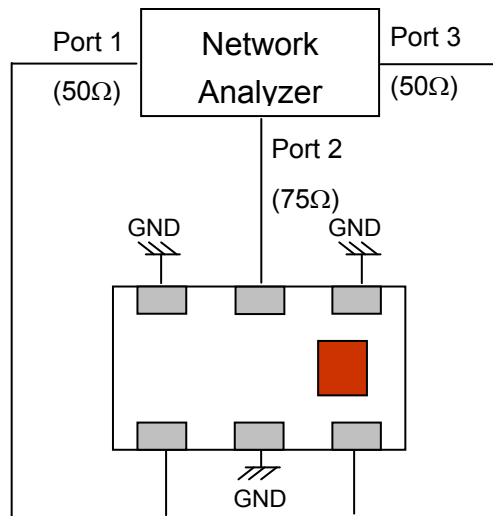 Port 1
(50Ω)
Network
Analyzer
Port 3
(50Ω)
Port 2
(75Ω)
GND
GND
GND